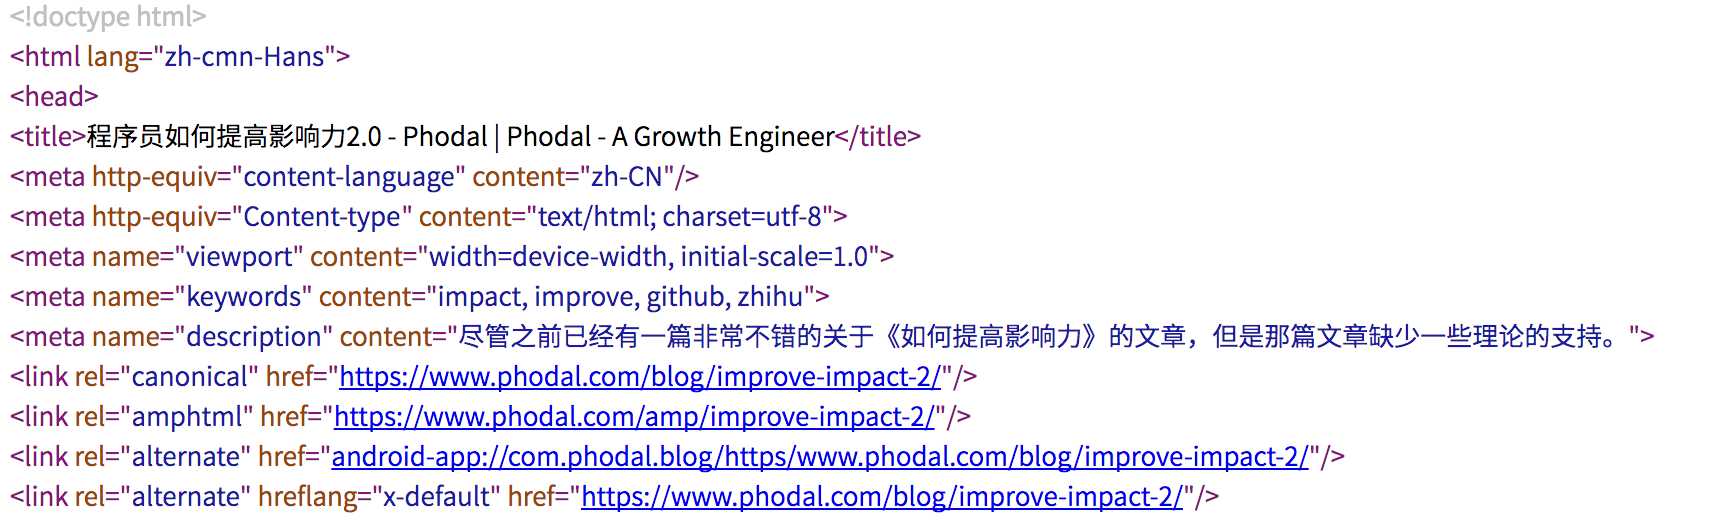 <!doctype html>
<html lang="zh-cmn-Hans">
<head>
<title>程序员如何提高影响力2.0 - Phodal | Phodal - A Growth Engineer</title>
<meta http-equiv="content-language" content="zh-CN"/>
<meta http-equiv="Content-type" content="text/html; charset=utf-8">
<meta name="viewport" content="width=device-width, initial-scale=1.0">
<meta name="keywords" content="impact, improve, github, zhihu">
<meta name="description" content="尽管之前已经有一篇非常不错的关于《如何提高影响力》的文章，但是那篇文章缺少一些理论的支持。">
<link rel="canonical" href="https://www.phodal.com/blog/improve-impact-2/"/>
<link rel="amphtml" href="https://www.phodal.com/amp/improve-impact-2/"/>
<link rel="alternate" href="android-app://com.phodal.blog/https/www.phodal.com/blog/improve-impact-2/"/>
<link rel="alternate" hreflang="x-default" href="https://www.phodal.com/blog/improve-impact-2/"/>